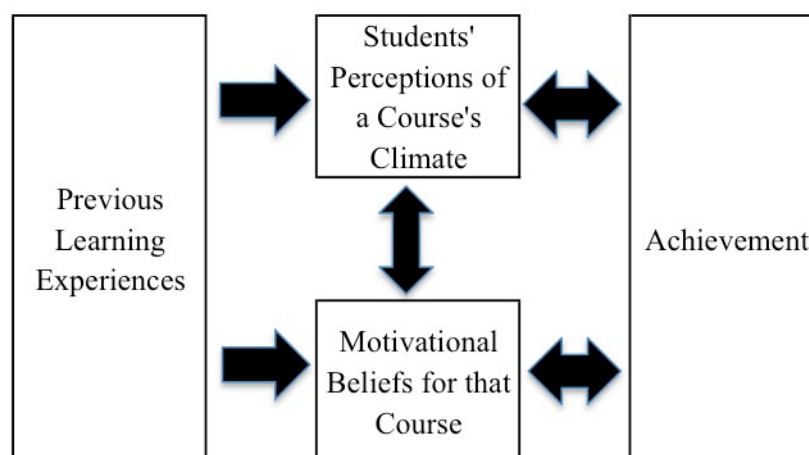 Previous
Learning
Experiences
Students'
Perceptions of
a Course's
Climate
Motivational
Beliefs for that
Course
Achievement